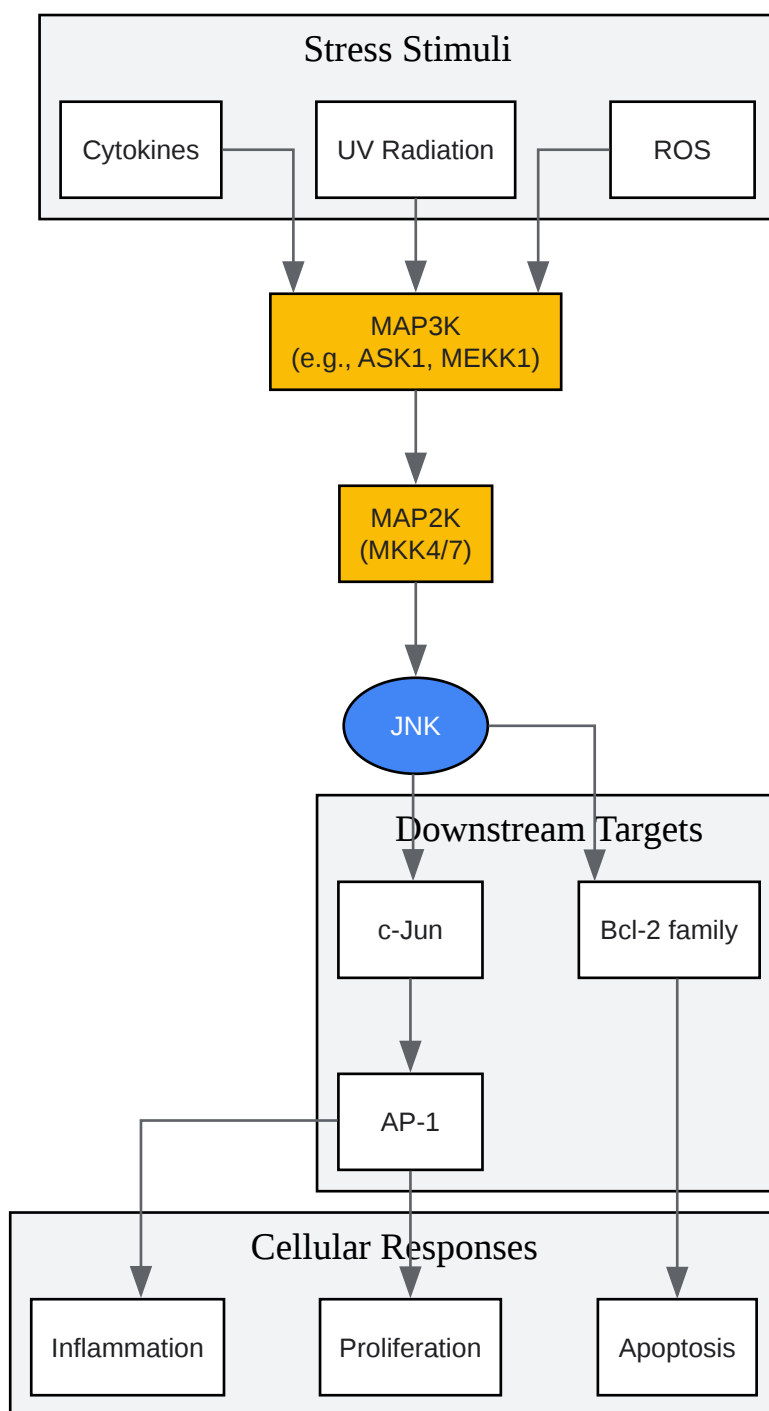 Stress Stimuli
Cytokines
UV Radiation
ROS
MAP3K
(e.g., ASK1, MEKK1)
MAP2K
(MKK4/7)
JNK
Downstream Targets
c-Jun
Bcl-2 family
AP-1
Cellular Responses
Inflammation
Proliferation
Apoptosis